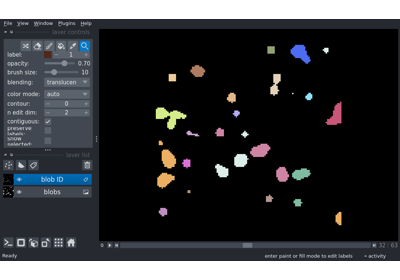 File View Window Plugins Help
layer controls
label: 1
opacity: 0.70
brush size: 10
blending: translucen
color mode: auto
contour: 0
n edit dim: 2
contiguous:
preserve
labels:
show
selected:
layer list
blob ID
blobs
32 63
Ready enter paint or fill mode to edit labels activity